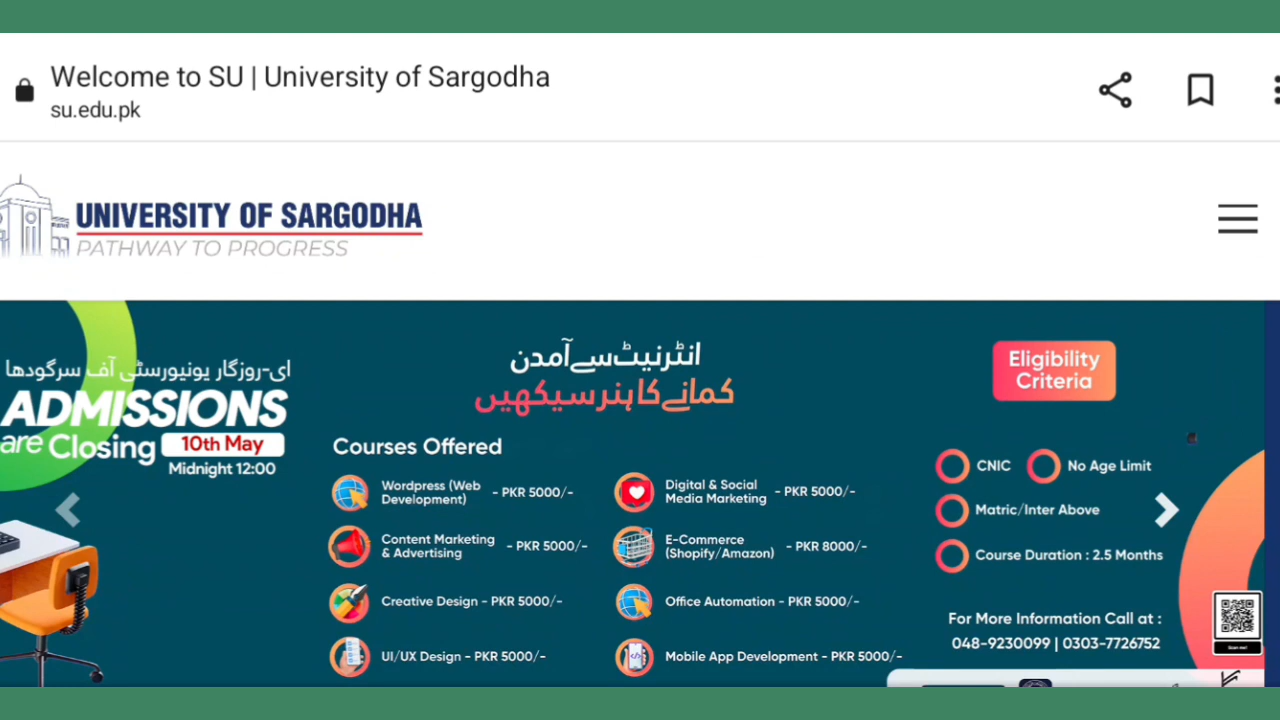 Welcome to SU | University of Sargodha
su.edu.pk
UNIVERSITY OF SARGODHA
PATHWAY TO PROGRESS
ای-روزگار یونیورسٹی آف سرگودھا
ADMISSIONS
are Closing 10th May
Midnight 12:00
انٹرنیٹ سے آمدن
کمانے کا ہنر سیکھیں
Courses Offered
Wordpress (Web
Development) - PKR 5000/-
Content Marketing
& Advertising - PKR 5000/-
Creative Design - PKR 5000/-
UI/UX Design - PKR 5000/-
Digital & Social
Media Marketing - PKR 5000/-
E-Commerce
(Shopify/Amazon) - PKR 8000/-
Office Automation - PKR 5000/-
Mobile App Development - PKR 5000/-
Eligibility
Criteria
CNIC No Age Limit
Matric/Inter Above
Course Duration : 2.5 Months
For More Information Call at :
048-9230099 | 0303-7726752